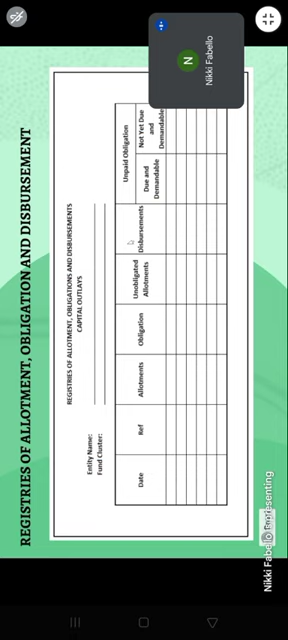 REGISTRIES OF ALLOTMENT, OBLIGATION AND DISBURSEMENT
REGISTRIES OF ALLOTMENT, OBLIGATIONS AND DISBURSEMENTS
CAPITAL OUTLAYS
Entity Name:
Fund Cluster:
Date
Ref
Allotments
Obligation
Unobligated
Allotments
Disbursements
Unpaid Obligation
Due and
Demandable
Not Yet Due
and
Demandable
N
Nikki Fabello
Nikki Fabello is presenting